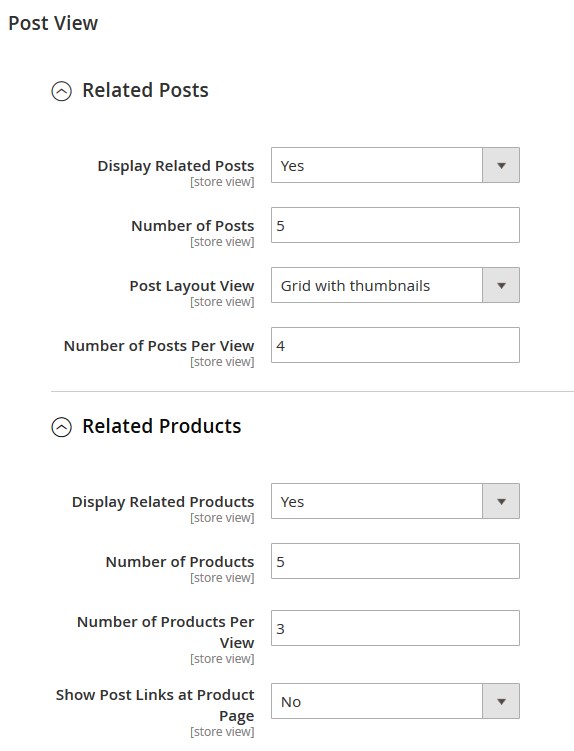 Post View
Related Posts
Display Related Posts
Yes
[store view]
Number of Posts
5
[store view]
Post Layout View
Grid with thumbnails
[store view]
Number of Posts Per View
4
[store view]
Related Products
Display Related Products
Yes
[store view]
Number of Products
5
[store view]
Number of Products Per
View
3
[store view]
Show Post Links at Product
Page
No
[store view]